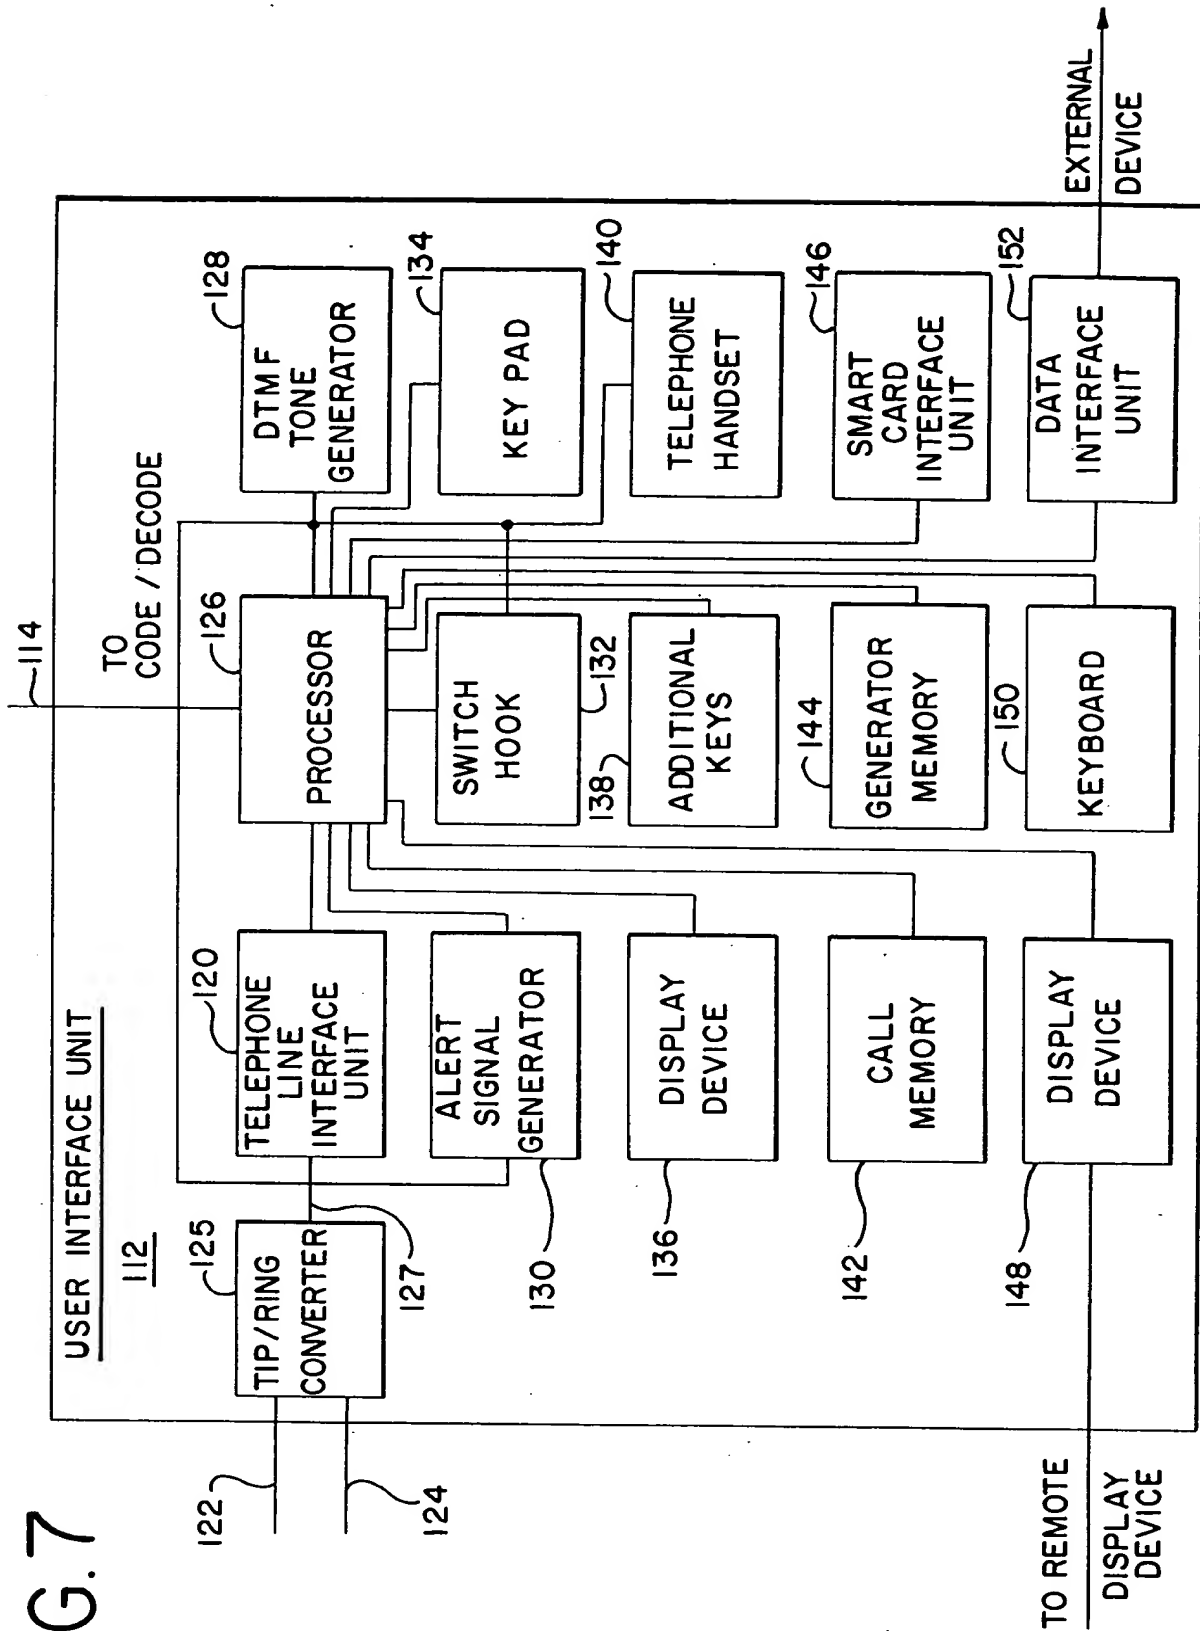 G. 7
USER INTERFACE UNIT
112
114
TO
CODE / DECODE
122
124
125
TIP/RING
CONVERTER
127
120
TELEPHONE
LINE
INTERFACE
UNIT
126
PROCESSOR
128
DTMF
TONE
GENERATOR
130
ALERT
SIGNAL
GENERATOR
132
SWITCH
HOOK
134
KEY PAD
136
DISPLAY
DEVICE
138
ADDITIONAL
KEYS
140
TELEPHONE
HANDSET
142
CALL
MEMORY
144
GENERATOR
MEMORY
146
SMART
CARD
INTERFACE
UNIT
148
DISPLAY
DEVICE
150
KEYBOARD
152
DATA
INTERFACE
UNIT
TO REMOTE
DISPLAY
DEVICE
EXTERNAL
DEVICE